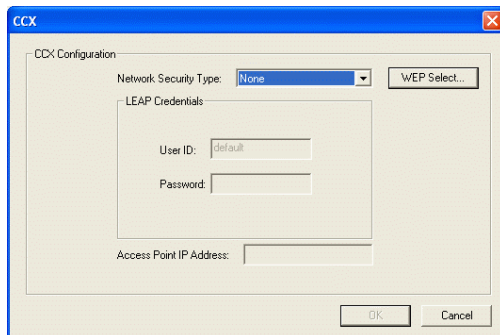 CCX
CCX Configuration
Network Security Type: None WEP Select...
LEAP Credentials
User ID: default
Password:
Access Point IP Address:
OK Cancel